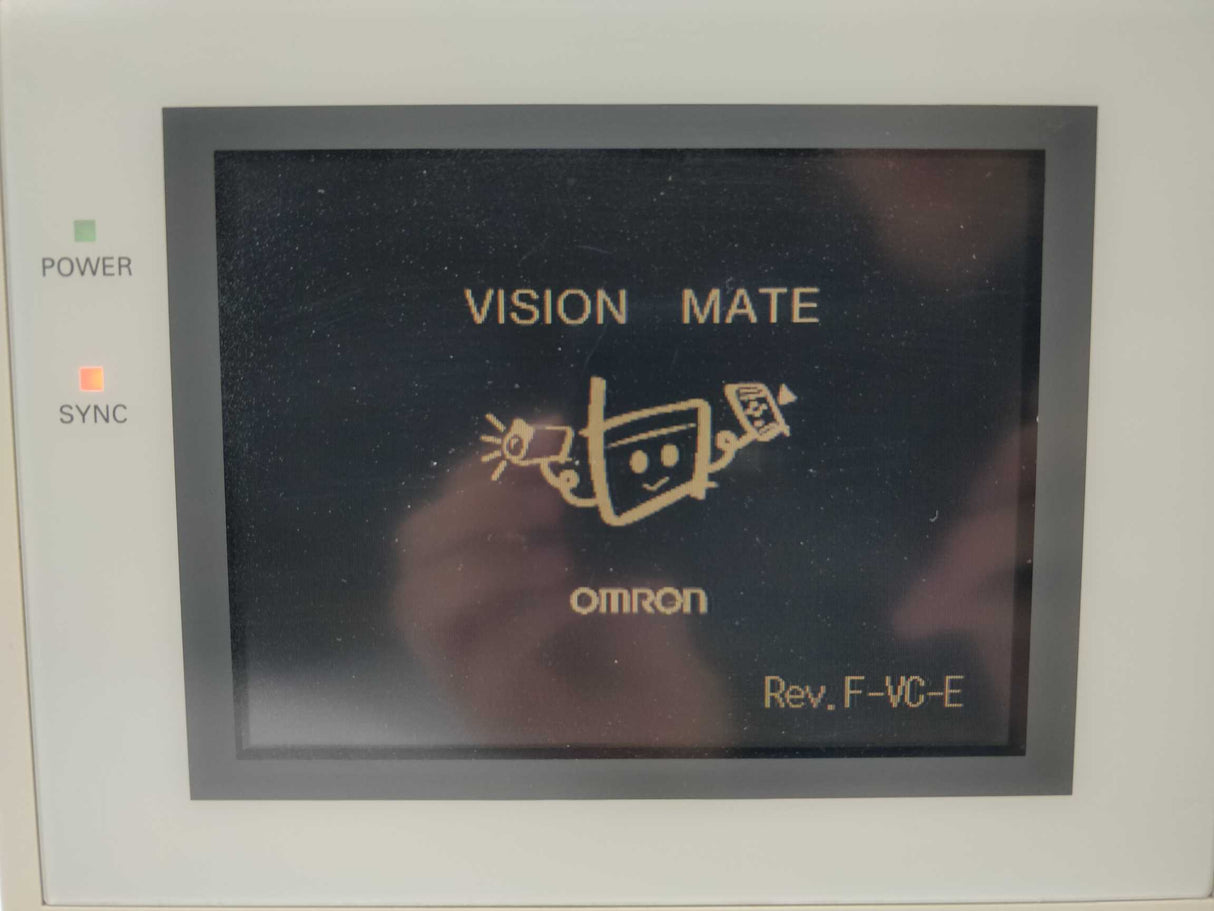 POWER
SYNC
VISION MATE
OMRON
Rev. F-VC-E